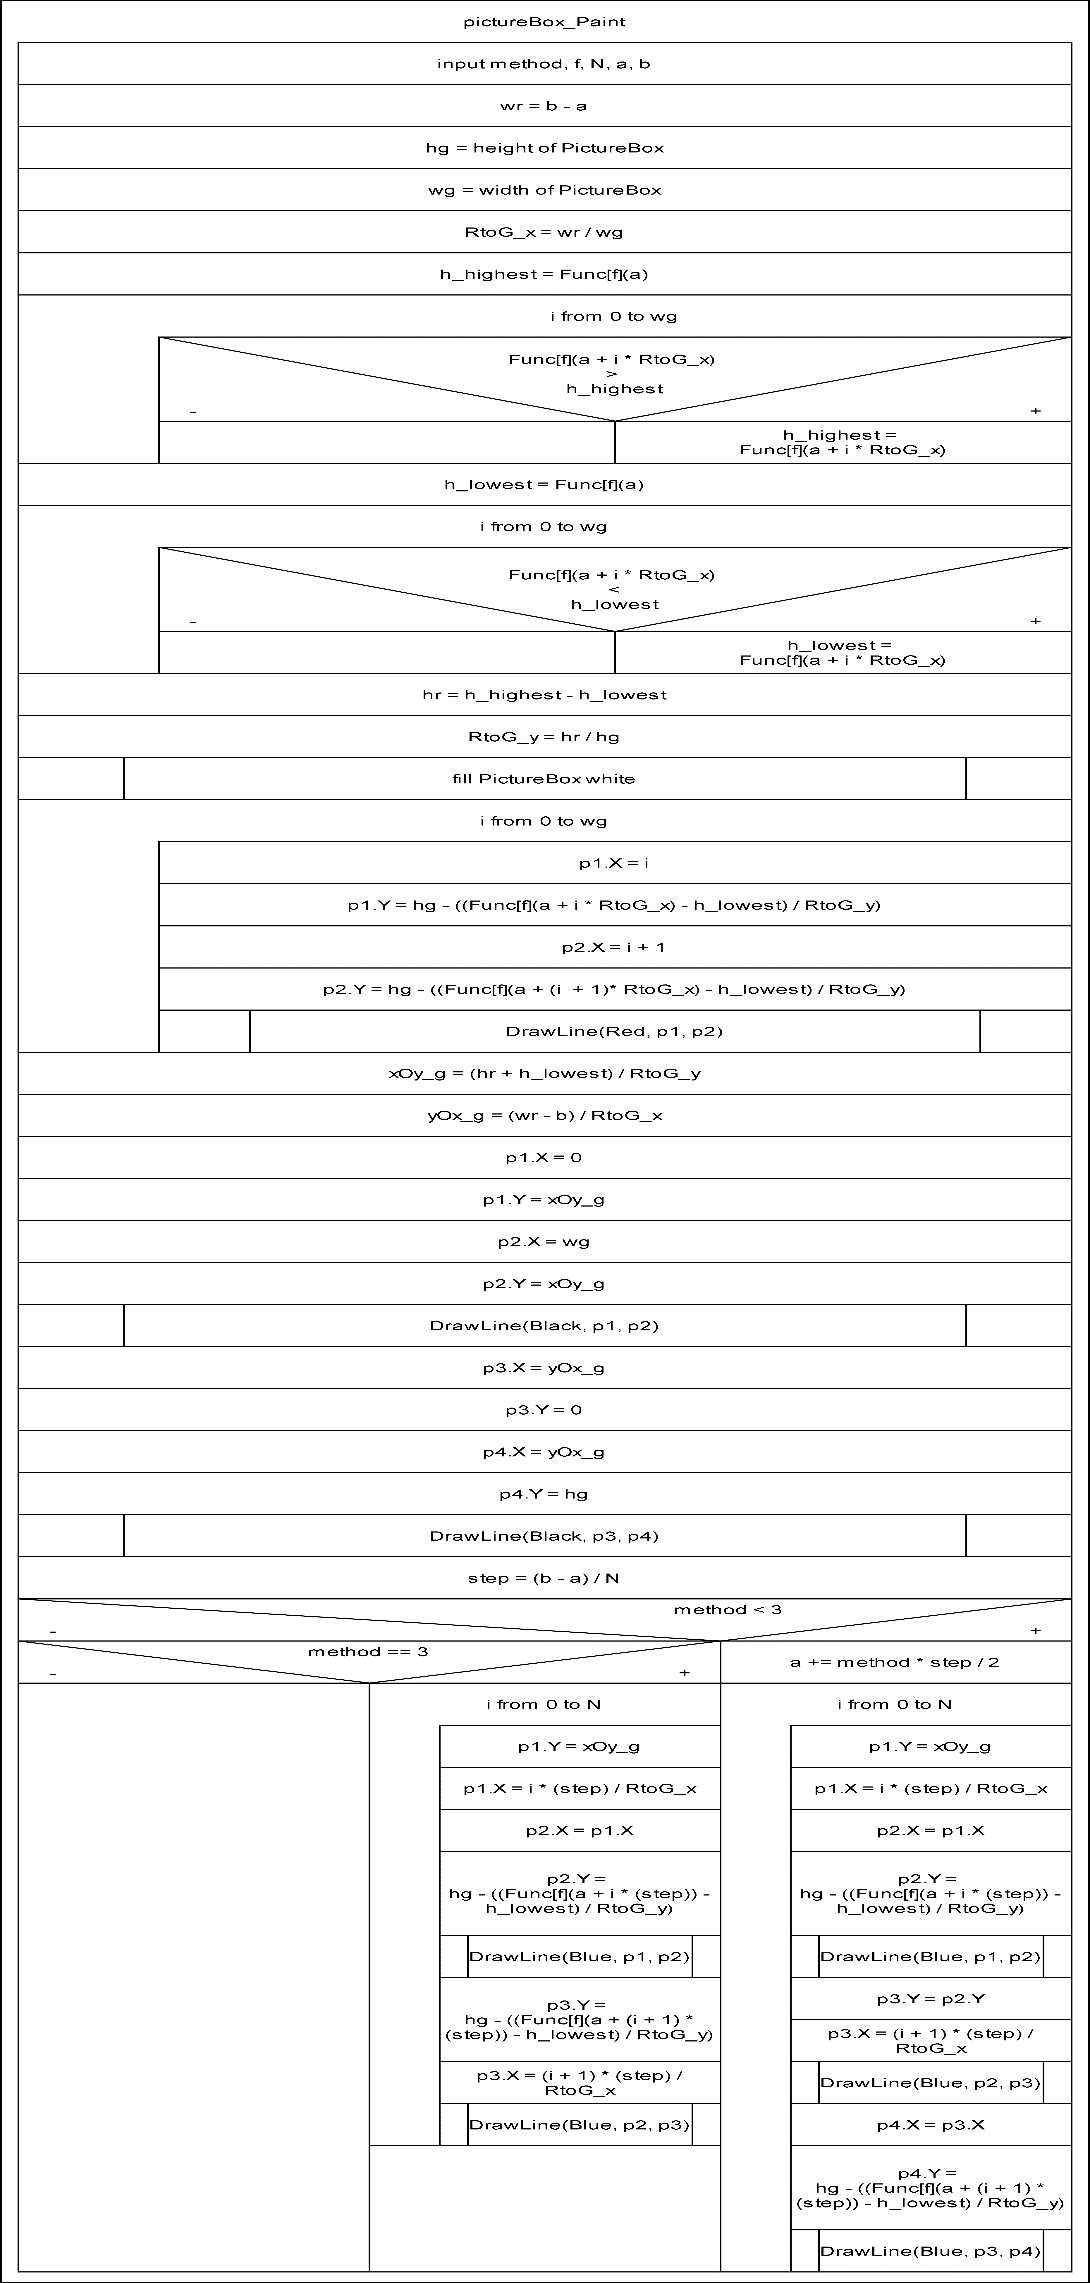 pictureBox_Paint
input method, f, N, a, b
wr = b - a
hg = height of PictureBox
wg = width of PictureBox
RtoG_x = wr / wg
h_highest = Func[f](a)
i from 0 to wg
Func[f](a + i * RtoG_x)
>
h_highest
-
+
h_highest =
Func[f](a + i * RtoG_x)
h_lowest = Func[f](a)
i from 0 to wg
Func[f](a + i * RtoG_x)
<
h_lowest
-
+
h_lowest =
Func[f](a + i * RtoG_x)
hr = h_highest - h_lowest
RtoG_y = hr / hg
fill PictureBox white
i from 0 to wg
p1.X = i
p1.Y = hg - ((Func[f](a + i * RtoG_x) - h_lowest) / RtoG_y)
p2.X = i + 1
p2.Y = hg - ((Func[f](a + (i + 1)* RtoG_x) - h_lowest) / RtoG_y)
DrawLine(Red, p1, p2)
xOy_g = (hr + h_lowest) / RtoG_y
yOx_g = (wr - b) / RtoG_x
p1.X = 0
p1.Y = xOy_g
p2.X = wg
p2.Y = xOy_g
DrawLine(Black, p1, p2)
p3.X = yOx_g
p3.Y = 0
p4.X = yOx_g
p4.Y = hg
DrawLine(Black, p3, p4)
step = (b - a) / N
method < 3
-
+
method == 3
-
+
i from 0 to N
p1.Y = xOy_g
p1.X = i * (step) / RtoG_x
p2.X = p1.X
p2.Y =
hg - ((Func[f](a + i * (step)) -
h_lowest) / RtoG_y)
DrawLine(Blue, p1, p2)
p3.Y =
hg - ((Func[f](a + (i + 1) *
(step)) - h_lowest) / RtoG_y)
p3.X = (i + 1) * (step) /
RtoG_x
DrawLine(Blue, p2, p3)
a += method * step / 2
i from 0 to N
p1.Y = xOy_g
p1.X = i * (step) / RtoG_x
p2.X = p1.X
p2.Y =
hg - ((Func[f](a + i * (step)) -
h_lowest) / RtoG_y)
DrawLine(Blue, p1, p2)
p3.Y = p2.Y
p3.X = (i + 1) * (step) /
RtoG_x
DrawLine(Blue, p2, p3)
p4.X = p3.X
p4.Y =
hg - ((Func[f](a + (i + 1) *
(step)) - h_lowest) / RtoG_y)
DrawLine(Blue, p3, p4)